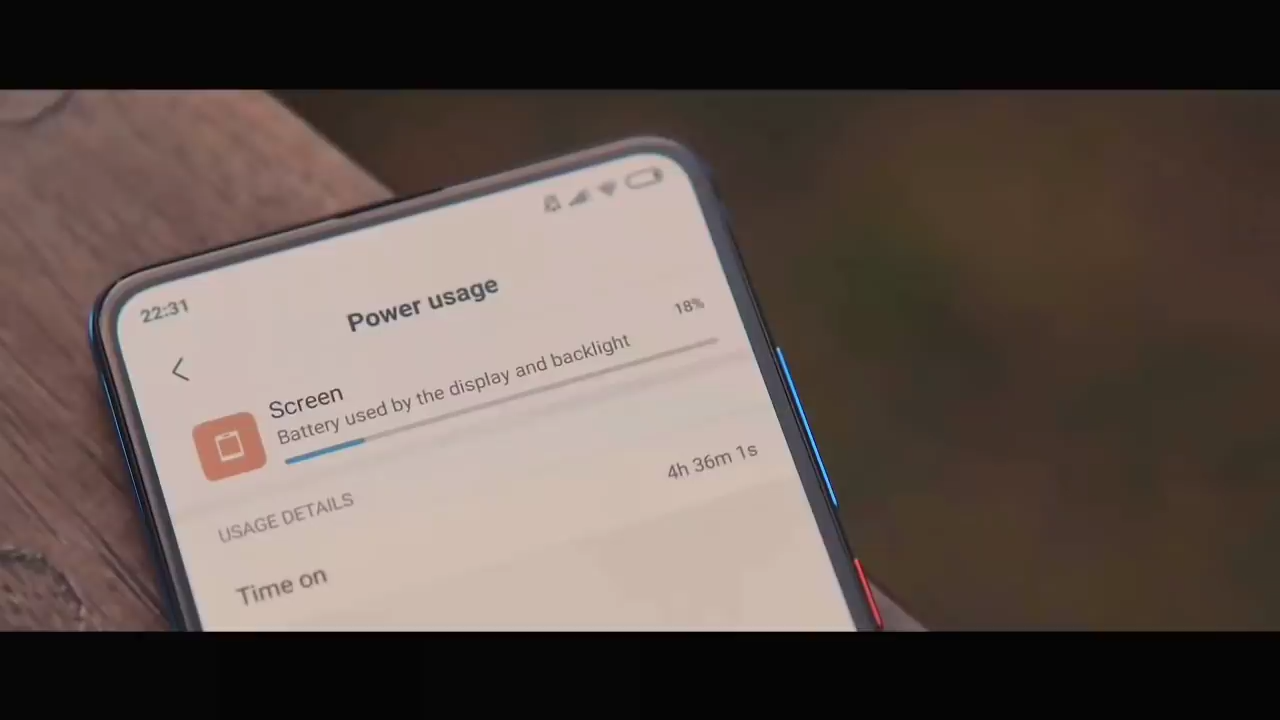 22:31
Power usage
Screen
18%
Battery used by the display and backlight
USAGE DETAILS
4h 36m 1s
Time on